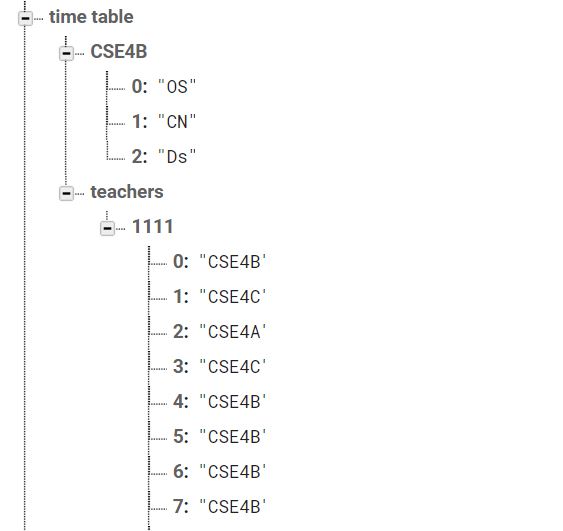 time table
CSE4B
0: "OS"
1: "CN"
2: "Ds"
teachers
1111
0: "CSE4B'
1: "CSE4C'
2: "CSE4A'
3: "CSE4C'
4: "CSE4B'
5: "CSE4B'
6: "CSE4B'
7: "CSE4B'